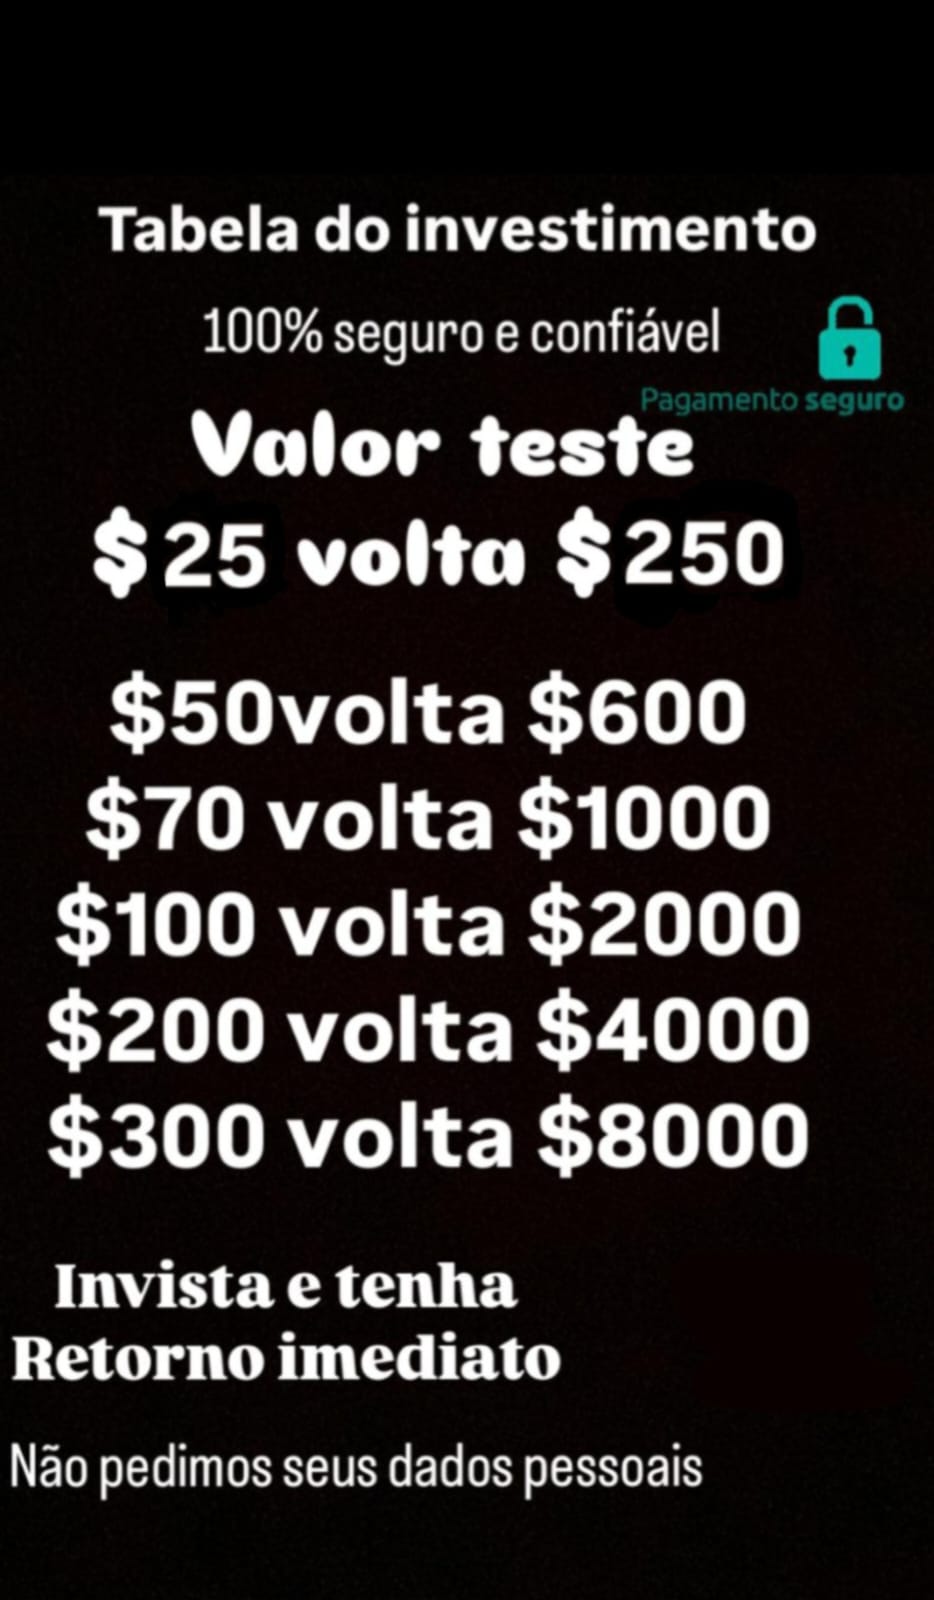 Tabela do investimento
100% seguro e confiável
Pagamento seguro
Valor teste
$25 volta $250
$50volta $600
$70 volta $1000
$100 volta $2000
$200 volta $4000
$300 volta $8000
Invista e tenha
Retorno imediato
Não pedimos seus dados pessoais